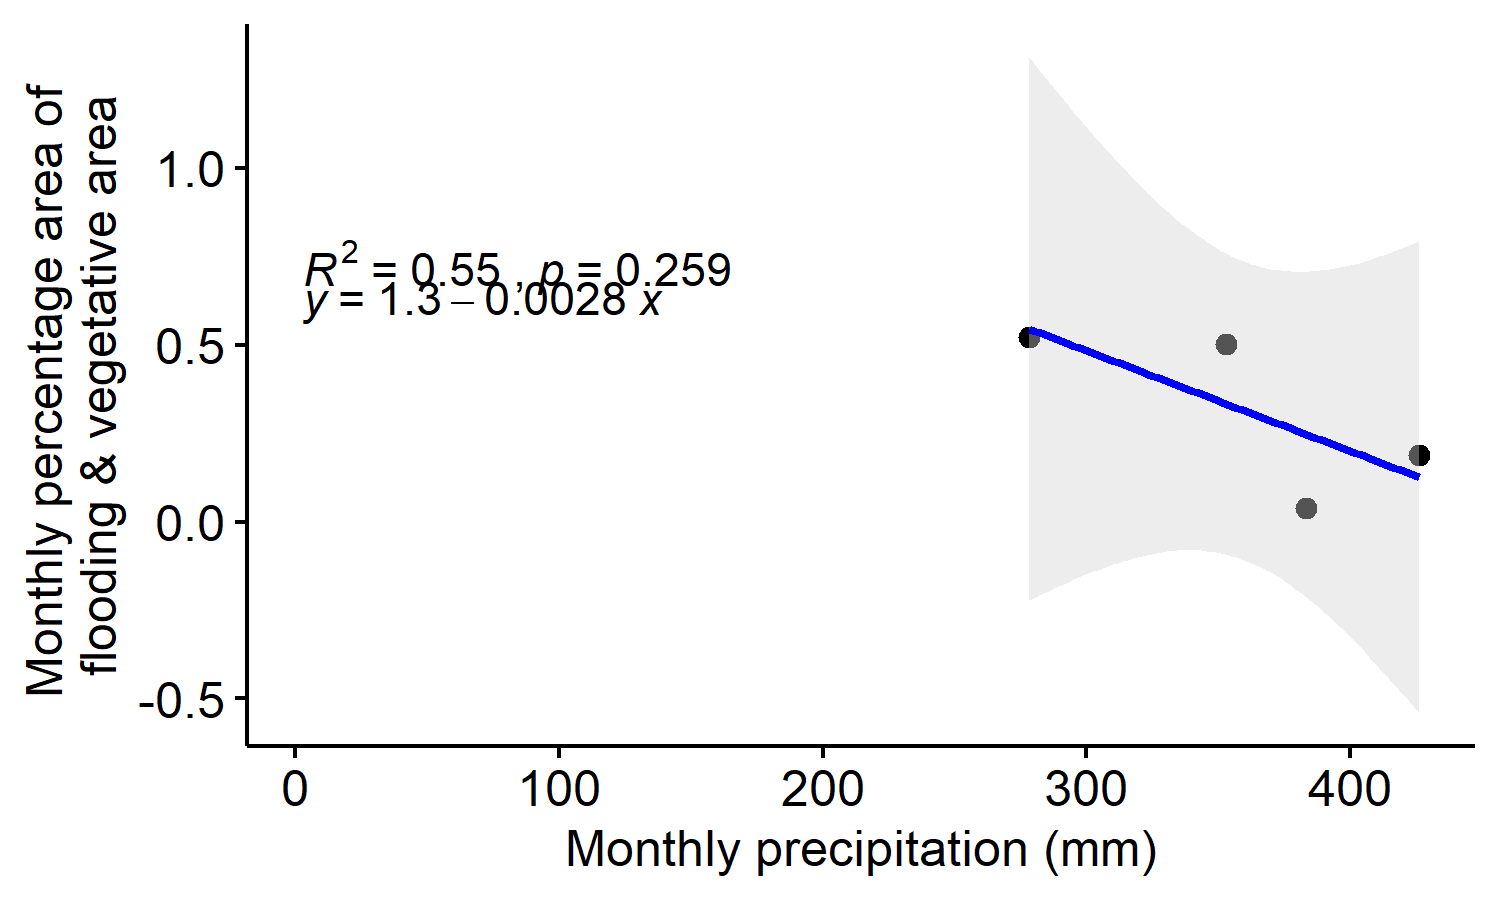 Monthly percentage area of
flooding & vegetative area
1.0
0.5
0.0
-0.5
R² = 0.55 , p = 0.259
y = 1.3 − 0.0028 x
0 100 200 300 400
Monthly precipitation (mm)